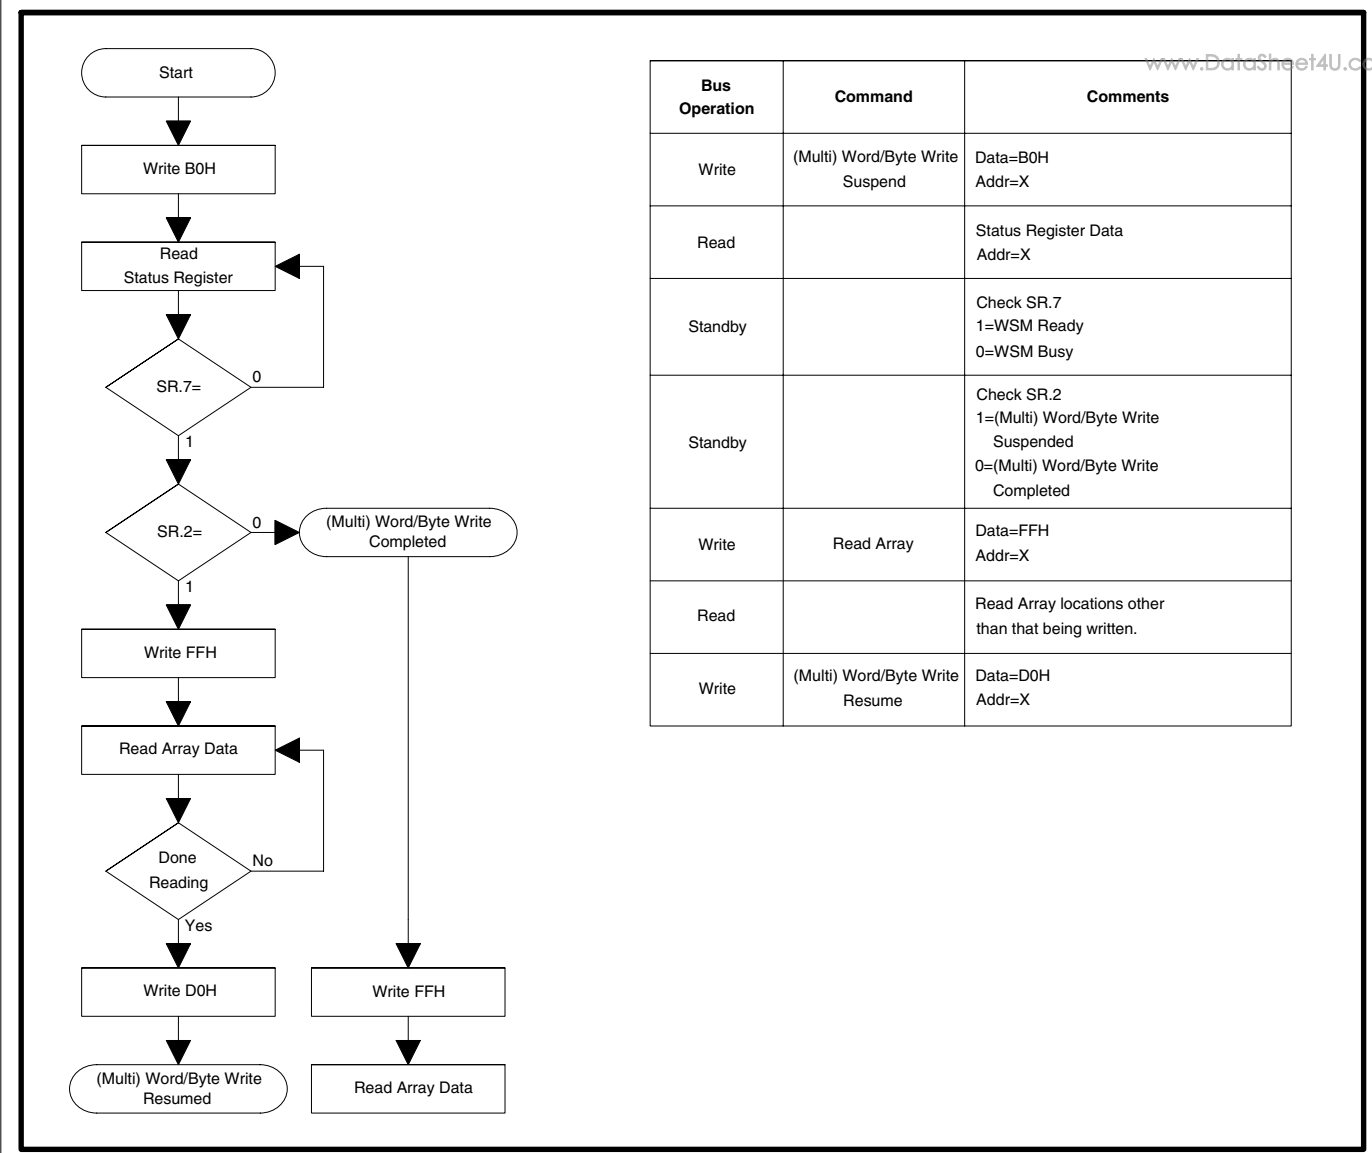 www.DataSheet4U.co
Start
Write B0H
Read
Status Register
SR.7=
0
1
SR.2=
0
(Multi) Word/Byte Write
Completed
1
Write FFH
Read Array Data
Done
Reading
No
Yes
Write D0H
Write FFH
(Multi) Word/Byte Write
Resumed
Read Array Data
Bus
Operation
Command
Comments
Write
(Multi) Word/Byte Write
Suspend
Data=B0H
Addr=X
Read
Status Register Data
Addr=X
Standby
Check SR.7
1=WSM Ready
0=WSM Busy
Standby
Check SR.2
1=(Multi) Word/Byte Write
Suspended
0=(Multi) Word/Byte Write
Completed
Write
Read Array
Data=FFH
Addr=X
Read
Read Array locations other
than that being written.
Write
(Multi) Word/Byte Write
Resume
Data=D0H
Addr=X